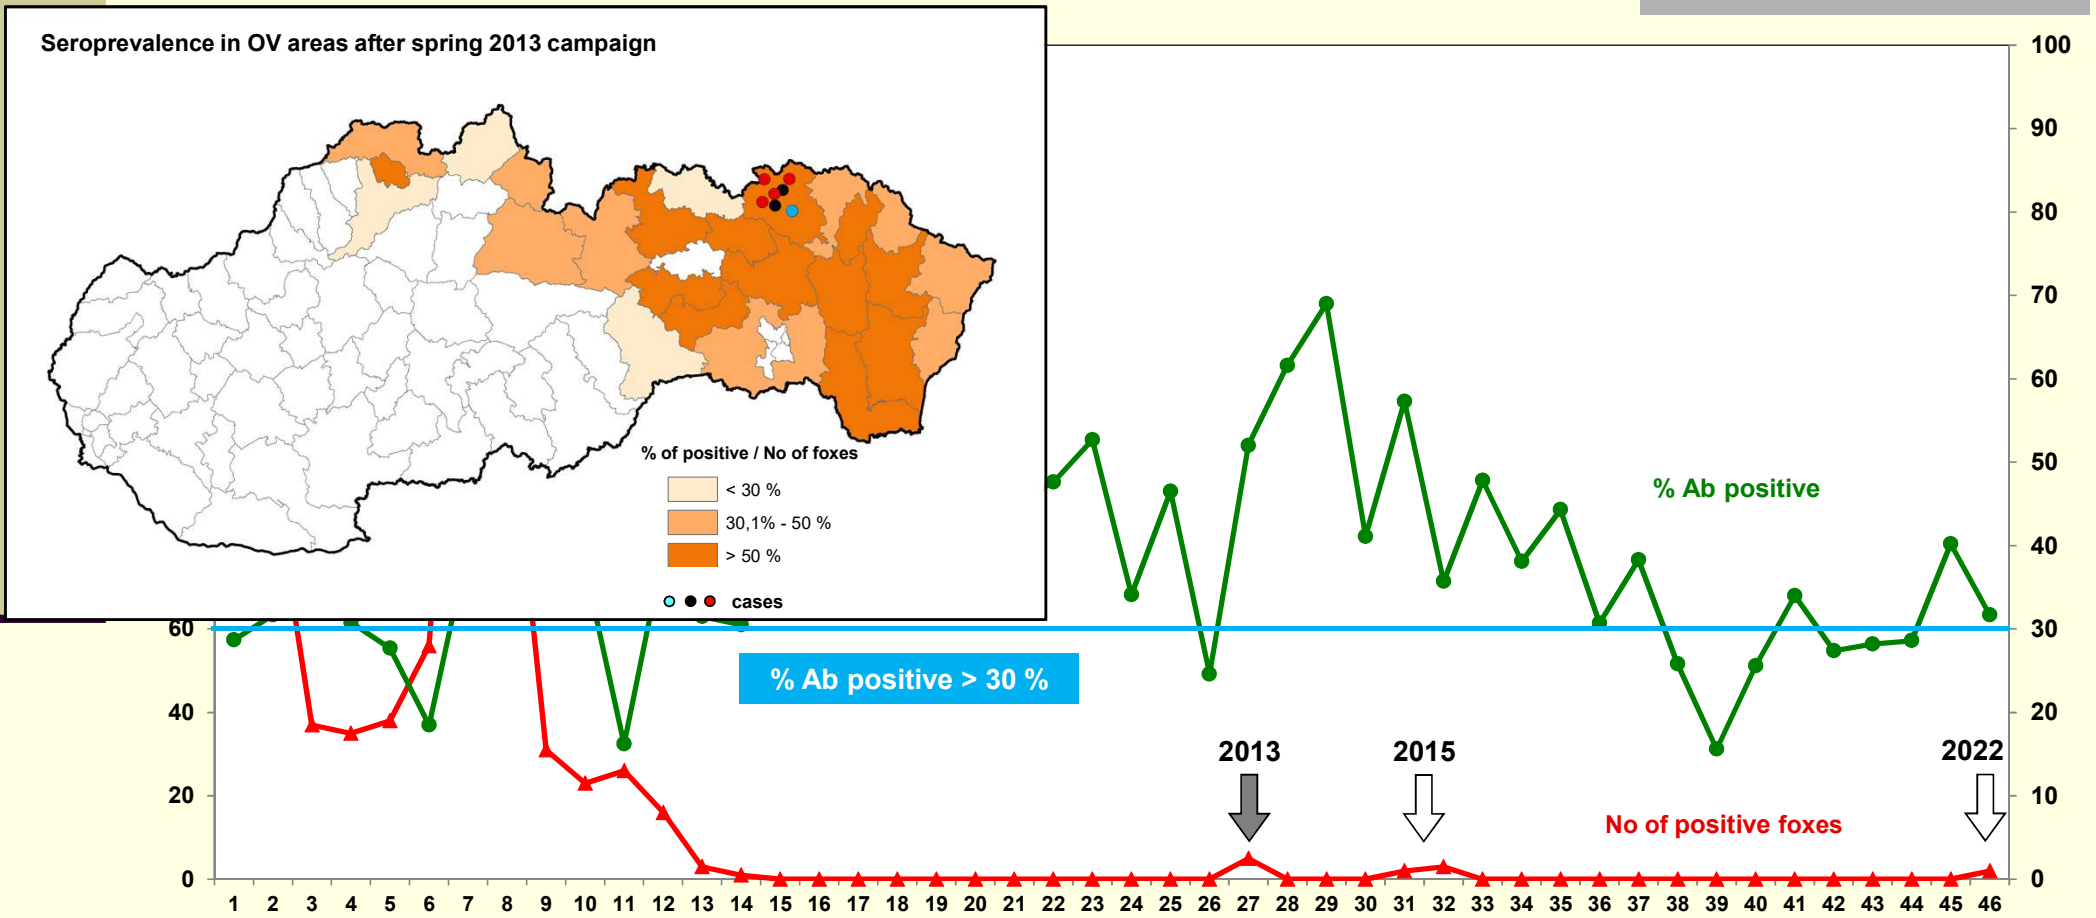 Seroprevalence in OV areas after spring 2013 campaign
% of positive / No of foxes
< 30 %
30,1% - 50 %
> 50 %
cases
100
90
80
70
60
50
40
30
20
10
0
60
40
20
0
% Ab positive
% Ab positive > 30 %
2013
2015
2022
No of positive foxes
1 2 3 4 5 6 7 8 9 10 11 12 13 14 15 16 17 18 19 20 21 22 23 24 25 26 27 28 29 30 31 32 33 34 35 36 37 38 39 40 41 42 43 44 45 46